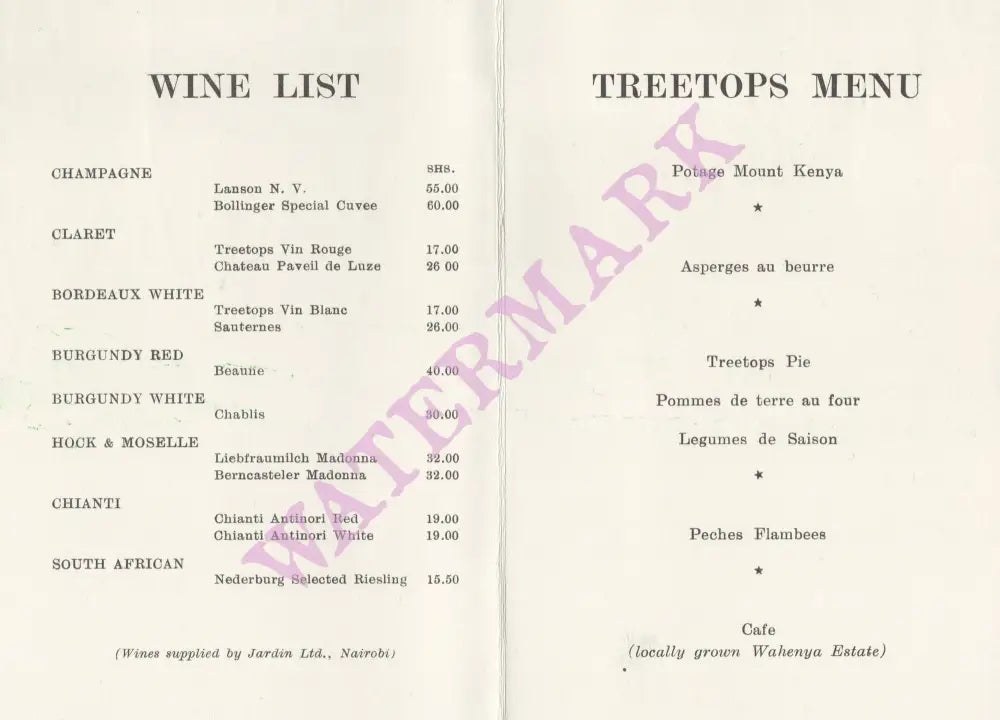 WINE LIST
CHAMPAGNE SHS.
Lanson N. V. 55.00
Bollinger Special Cuvee 60.00
CLARET
Treetops Vin Rouge 17.00
Chateau Paveil de Luze 26 00
BORDEAUX WHITE
Treetops Vin Blanc 17.00
Sauternes 26.00
BURGUNDY RED
Beaune 40.00
BURGUNDY WHITE
Chablis 30.00
HOCK & MOSELLE
Liebfraumilch Madonna 32.00
Berncasteler Madonna 32.00
CHIANTI
Chianti Antinori Red 19.00
Chianti Antinori White 19.00
SOUTH AFRICAN
Nederburg Selected Riesling 15.50
(Wines supplied by Jardin Ltd., Nairobi)
TREETOPS MENU
Potage Mount Kenya
★
Asperges au beurre
★
Treetops Pie
Pommes de terre au four
Legumes de Saison
★
Peches Flambees
★
Cafe
(locally grown Wahenya Estate)
WATERMARK